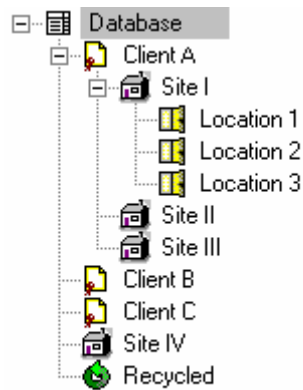 Database
Client A
Site I
Location 1
Location 2
Location 3
Site II
Site III
Client B
Client C
Site IV
Recycled